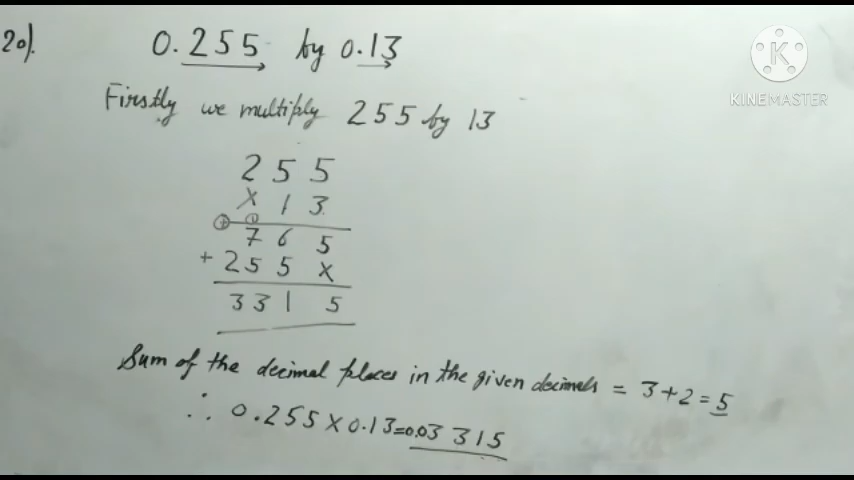 20).
0.255 by 0.13
K
KINEMASTER
Firstly we multiply 255 by 13
255
X 13
765
+ 255 X
3315
Sum of the decimal places in the given decimals = 3+2=5
∴ 0.255 X 0.13=0.03315